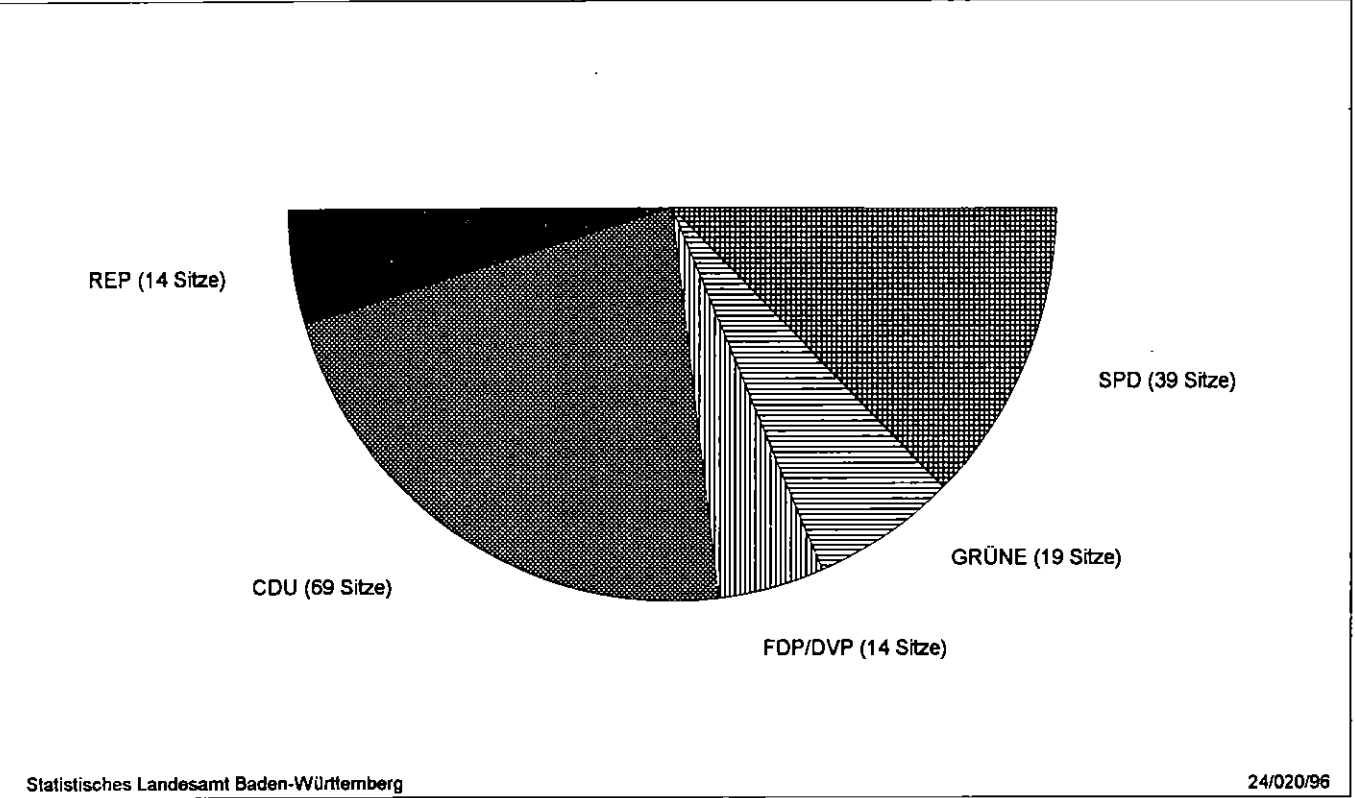 REP (14 Sitze)
SPD (39 Sitze)
GRÜNE (19 Sitze)
CDU (69 Sitze)
FDP/DVP (14 Sitze)
Statistisches Landesamt Baden-Württemberg
24/020/96